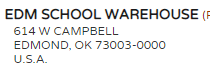 EDM SCHOOL WAREHOUSE (
614 W CAMPBELL
EDMOND, OK 73003-0000
U.S.A.